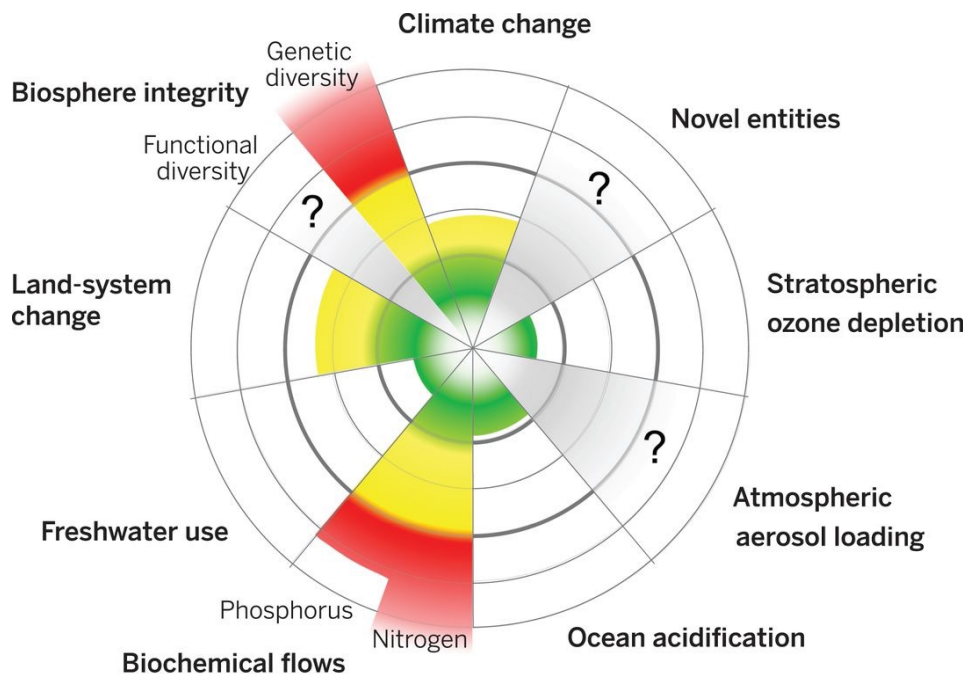 Climate change
Genetic
diversity
Biosphere integrity
Novel entities
Functional
diversity
?
?
Land-system
change
Stratospheric
ozone depletion
?
Atmospheric
aerosol loading
Freshwater use
Phosphorus
Nitrogen
Ocean acidification
Biochemical flows